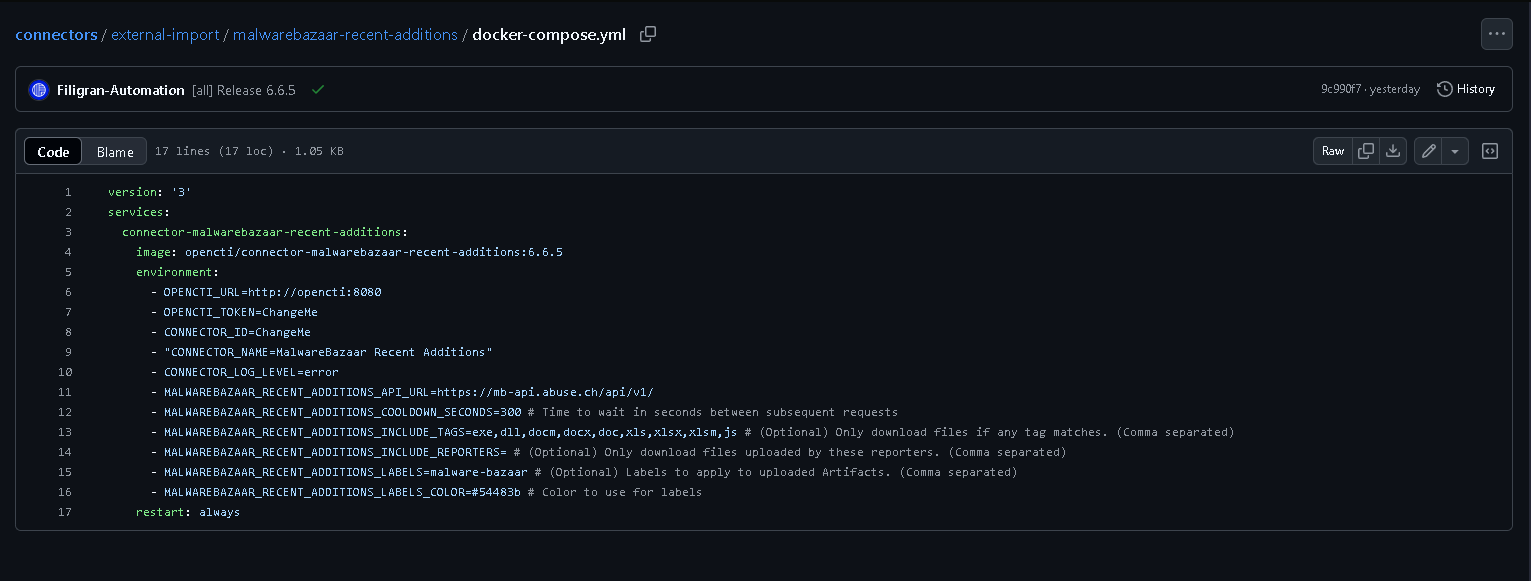 connectors / external-import / malwarebazaar-recent-additions / docker-compose.yml
Filigran-Automation [all] Release 6.6.5 9c990f7 · yesterday History
Code Blame 17 lines (17 loc) · 1.05 KB Raw
1 version: '3'
2 services:
3 connector-malwarebazaar-recent-additions:
4 image: opencti/connector-malwarebazaar-recent-additions:6.6.5
5 environment:
6 - OPENCTI_URL=http://opencti:8080
7 - OPENCTI_TOKEN=ChangeMe
8 - CONNECTOR_ID=ChangeMe
9 - "CONNECTOR_NAME=MalwareBazaar Recent Additions"
10 - CONNECTOR_LOG_LEVEL=error
11 - MALWAREBAZAAR_RECENT_ADDITIONS_API_URL=https://mb-api.abuse.ch/api/v1/
12 - MALWAREBAZAAR_RECENT_ADDITIONS_COOLDOWN_SECONDS=300 # Time to wait in seconds between subsequent requests
13 - MALWAREBAZAAR_RECENT_ADDITIONS_INCLUDE_TAGS=exe,dll,docm,docx,doc,xls,xlsx,xlsm,js # (Optional) Only download files if any tag matches. (Comma separated)
14 - MALWAREBAZAAR_RECENT_ADDITIONS_INCLUDE_REPORTERS= # (Optional) Only download files uploaded by these reporters. (Comma separated)
15 - MALWAREBAZAAR_RECENT_ADDITIONS_LABELS=malware-bazaar # (Optional) Labels to apply to uploaded Artifacts. (Comma separated)
16 - MALWAREBAZAAR_RECENT_ADDITIONS_LABELS_COLOR=#54483b # Color to use for labels
17 restart: always